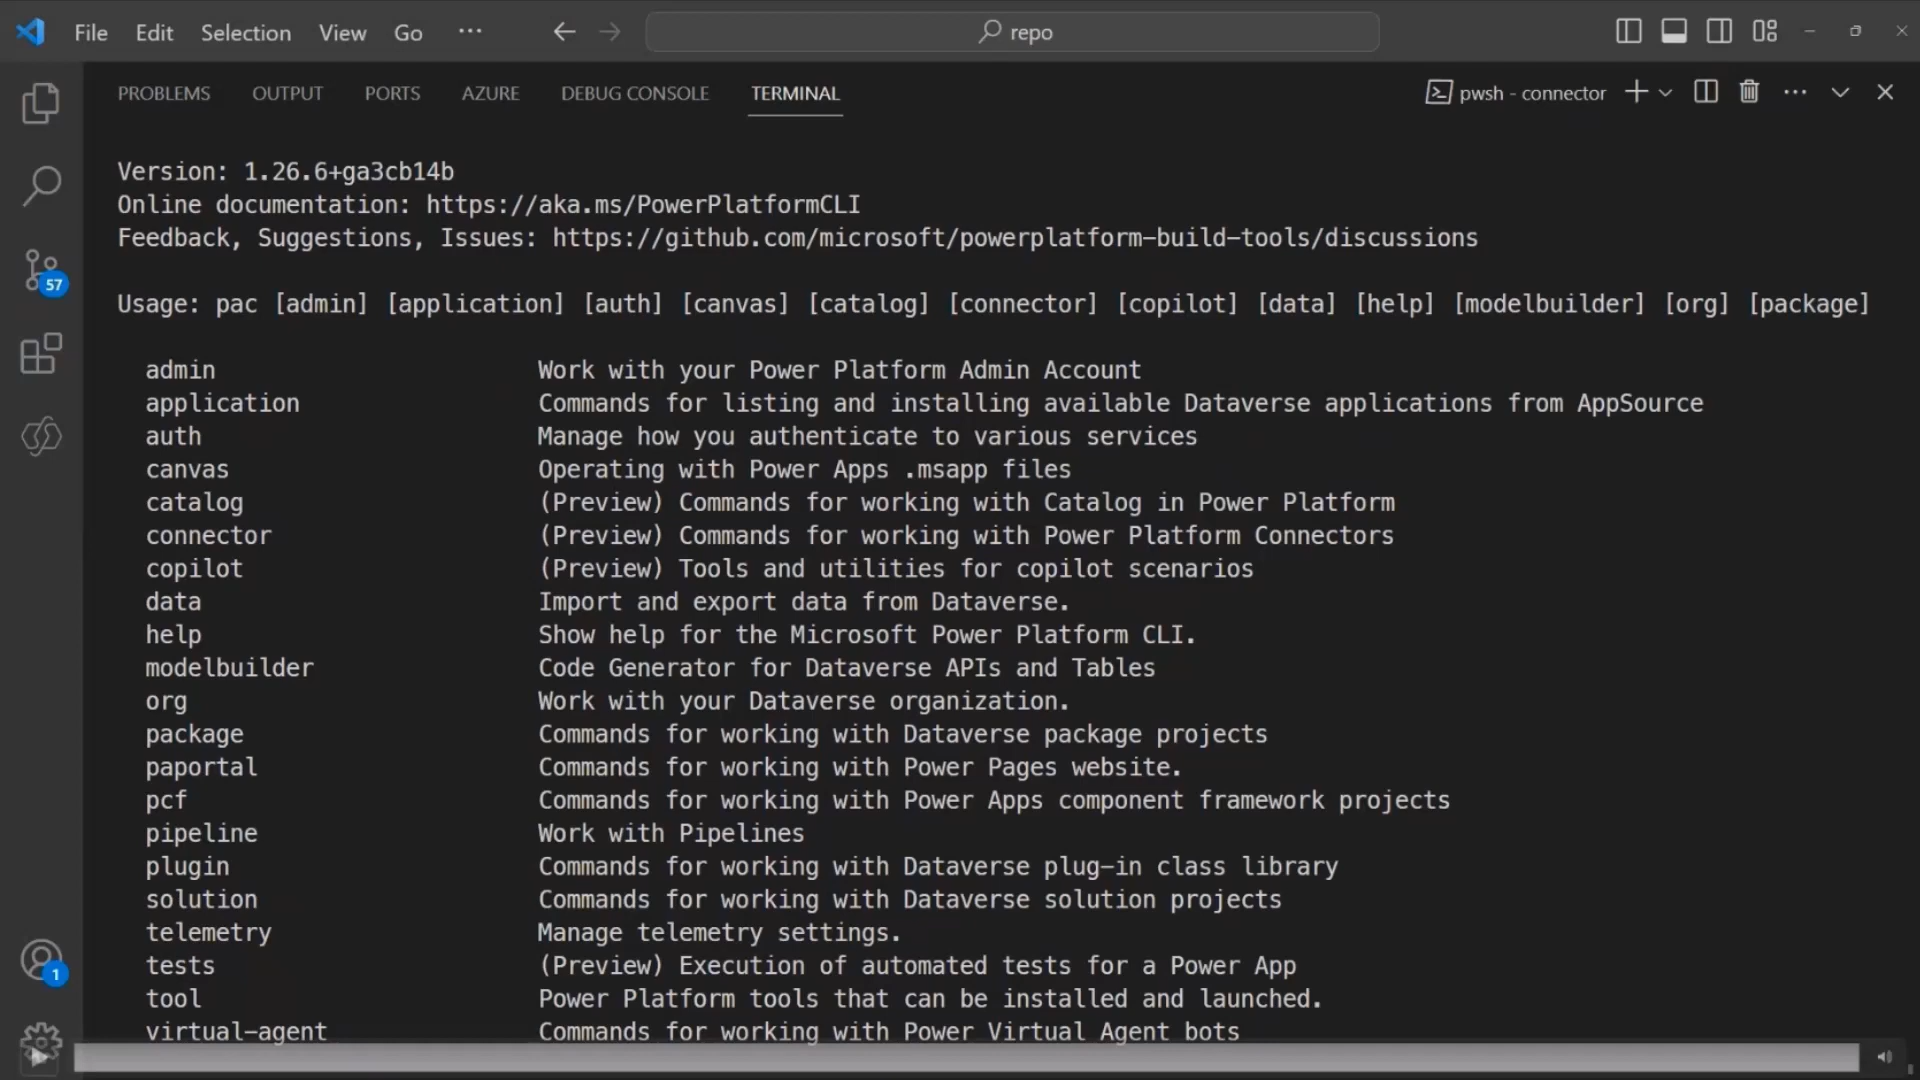 File Edit Selection View Go ··· repo
PROBLEMS OUTPUT PORTS AZURE DEBUG CONSOLE TERMINAL pwsh - connector
Version: 1.26.6+ga3cb14b
Online documentation: https://aka.ms/PowerPlatformCLI
Feedback, Suggestions, Issues: https://github.com/microsoft/powerplatform-build-tools/discussions
Usage: pac [admin] [application] [auth] [canvas] [catalog] [connector] [copilot] [data] [help] [modelbuilder] [org] [package]
admin Work with your Power Platform Admin Account
application Commands for listing and installing available Dataverse applications from AppSource
auth Manage how you authenticate to various services
canvas Operating with Power Apps .msapp files
catalog (Preview) Commands for working with Catalog in Power Platform
connector (Preview) Commands for working with Power Platform Connectors
copilot (Preview) Tools and utilities for copilot scenarios
data Import and export data from Dataverse.
help Show help for the Microsoft Power Platform CLI.
modelbuilder Code Generator for Dataverse APIs and Tables
org Work with your Dataverse organization.
package Commands for working with Dataverse package projects
paportal Commands for working with Power Pages website.
pcf Commands for working with Power Apps component framework projects
pipeline Work with Pipelines
plugin Commands for working with Dataverse plug-in class library
solution Commands for working with Dataverse solution projects
telemetry Manage telemetry settings.
tests (Preview) Execution of automated tests for a Power App
tool Power Platform tools that can be installed and launched.
virtual-agent Commands for working with Power Virtual Agent bots
57
1